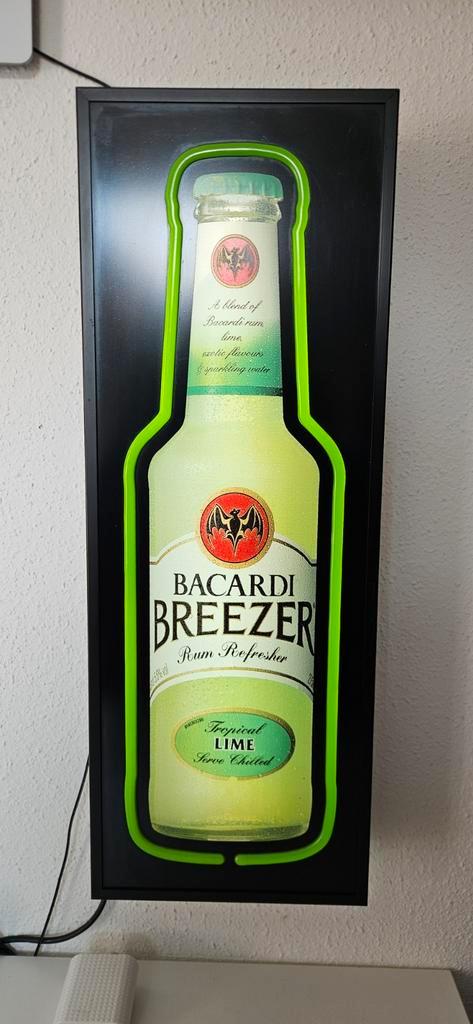 A blend of
Bacardi rum,
lime,
exotic flavours
& sparkling water
BACARDI
BREEZER
Rum Refresher
Tropical
LIME
Serve Chilled